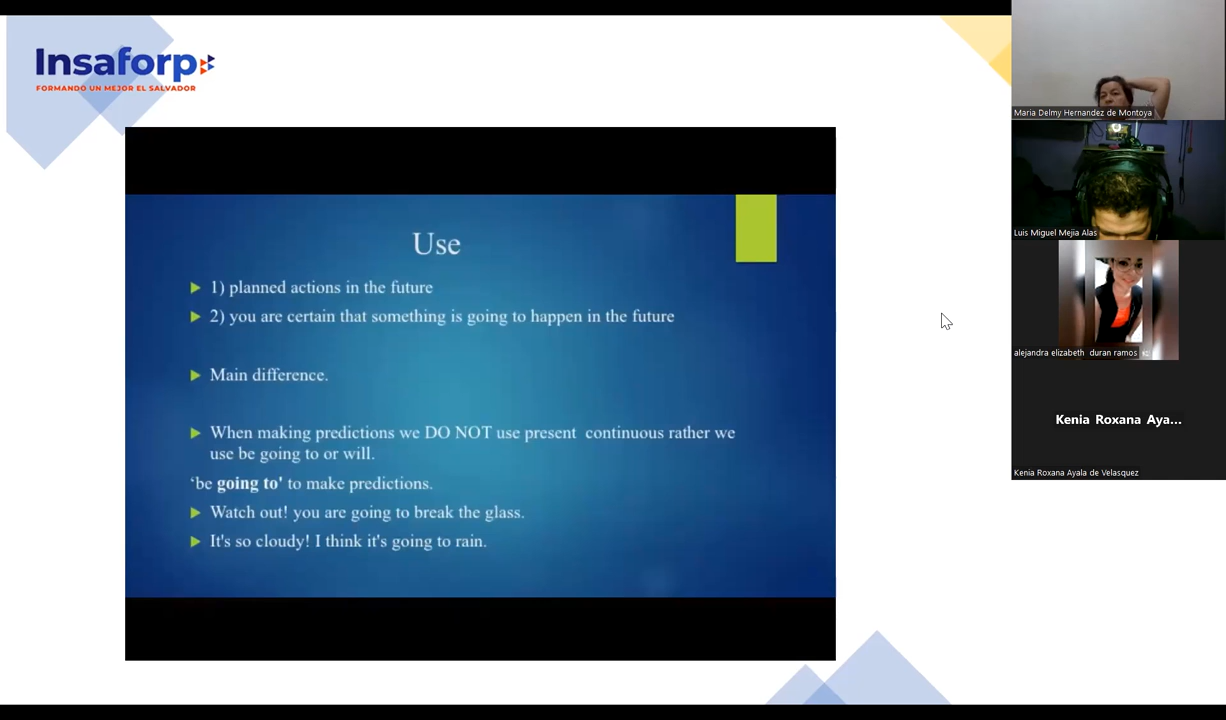 Insaforp
FORMANDO UN MEJOR EL SALVADOR
Use
1) planned actions in the future
2) you are certain that something is going to happen in the future
Main difference.
When making predictions we DO NOT use present continuous rather we
use be going to or will.
‘be going to' to make predictions.
Watch out! you are going to break the glass.
It's so cloudy! I think it's going to rain.
Maria Delmy Hernandez de Montoya
Luis Miguel Mejia Alas
alejandra elizabeth duran ramos
Kenia Roxana Aya...
Kenia Roxana Ayala de Velasquez